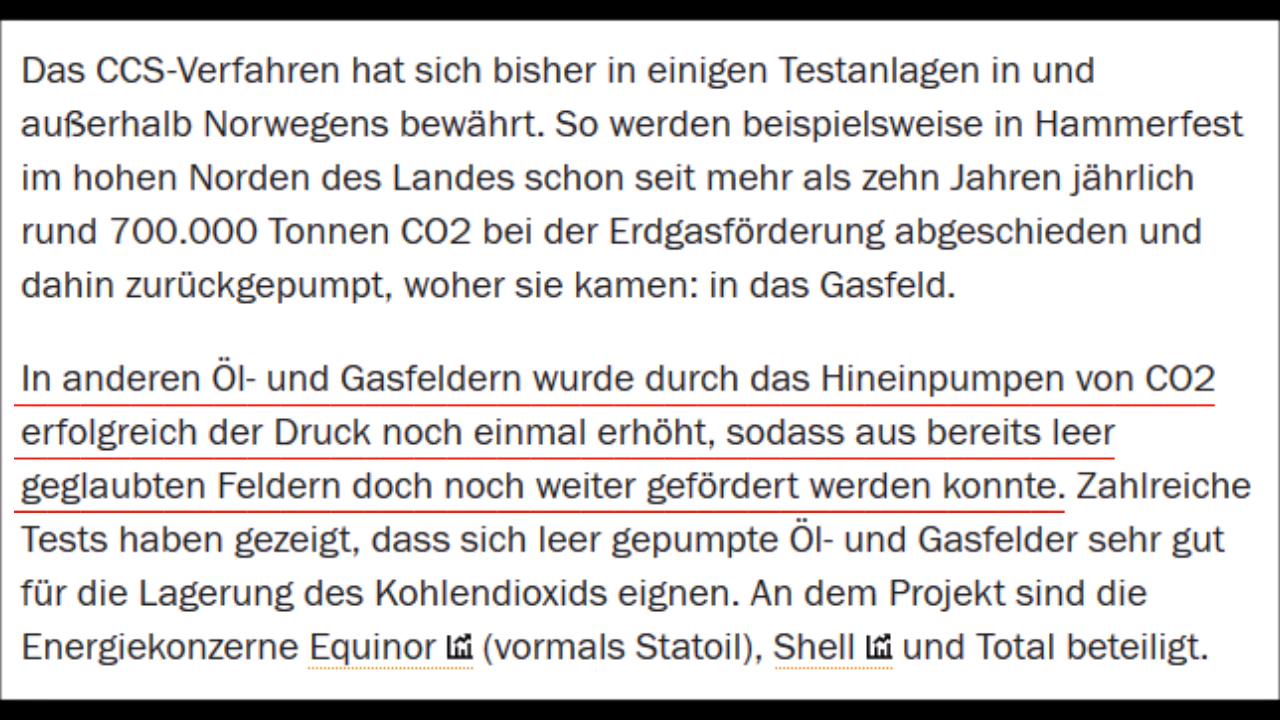 Das CCS-Verfahren hat sich bisher in einigen Testanlagen in und
außerhalb Norwegens bewährt. So werden beispielsweise in Hammerfest
im hohen Norden des Landes schon seit mehr als zehn Jahren jährlich
rund 700.000 Tonnen CO2 bei der Erdgasförderung abgeschieden und
dahin zurückgepumpt, woher sie kamen: in das Gasfeld.
In anderen Öl- und Gasfeldern wurde durch das Hineinpumpen von CO2
erfolgreich der Druck noch einmal erhöht, sodass aus bereits leer
geglaubten Feldern doch noch weiter gefördert werden konnte. Zahlreiche
Tests haben gezeigt, dass sich leer gepumpte Öl- und Gasfelder sehr gut
für die Lagerung des Kohlendioxids eignen. An dem Projekt sind die
Energiekonzerne Equinor (vormals Statoil), Shell und Total beteiligt.